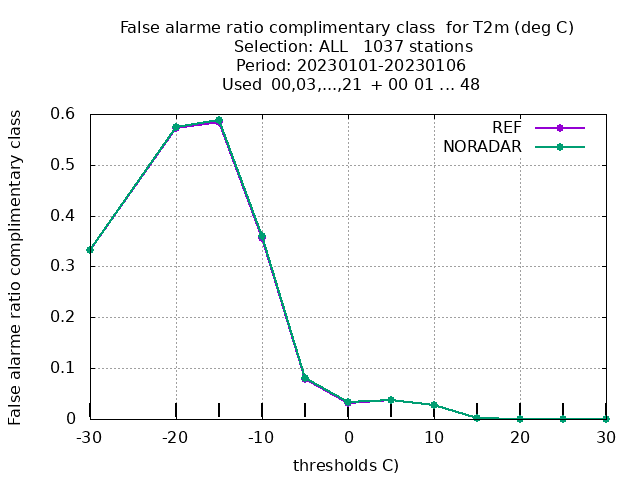 False alarme ratio complimentary class  for T2m (deg C)
Selection: ALL   1037 stations
Period: 20230101-20230106
Used  00,03,...,21  + 00 01 ... 48
False alarme ratio complimentary class
0.6
0.5
0.4
0.3
0.2
0.1
0
REF
NORADAR
-30 -20 -10 0 10 20 30
thresholds C)